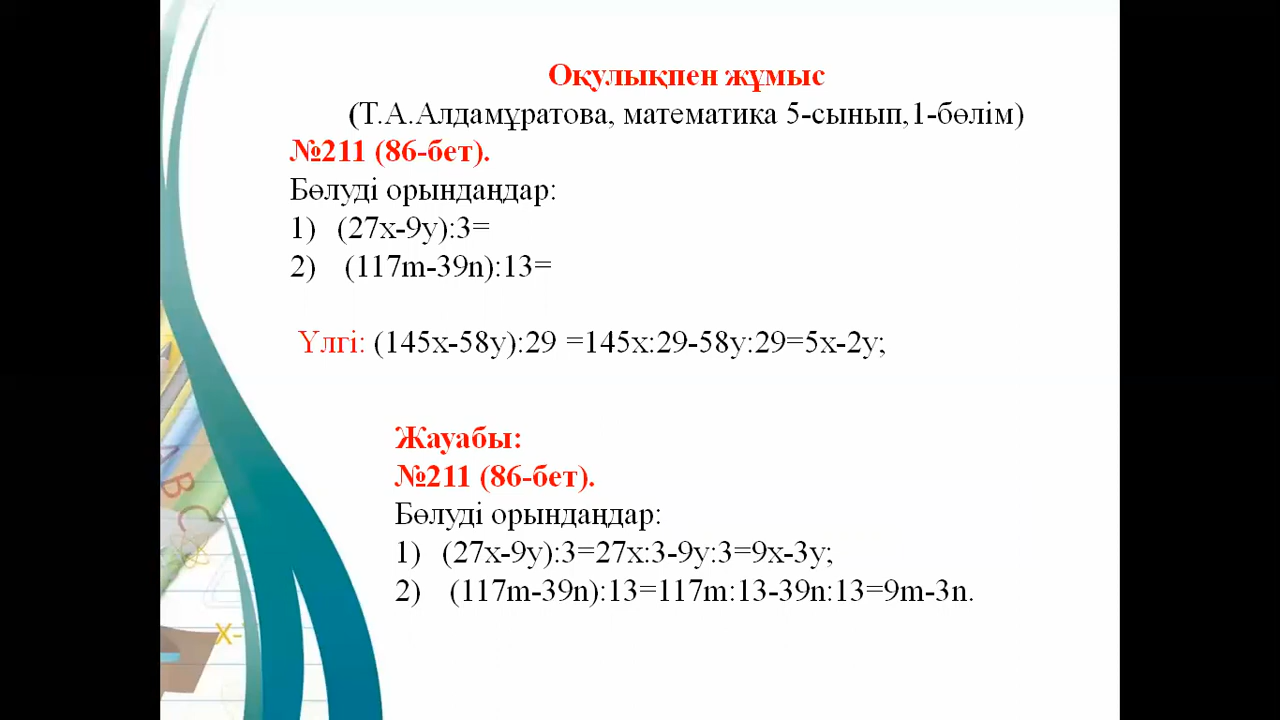 Оқулықпен жұмыс
(Т.А.Алдамұратова, математика 5-сынып,1-бөлім)
№211 (86-бет).
Бөлуді орындаңдар:
1) (27x-9y):3=
2) (117m-39n):13=
Үлгі: (145x-58y):29 =145x:29-58y:29=5x-2y;
Жауабы:
№211 (86-бет).
Бөлуді орындаңдар:
1) (27x-9y):3=27x:3-9y:3=9x-3y;
2) (117m-39n):13=117m:13-39n:13=9m-3n.
A
B
C
X-